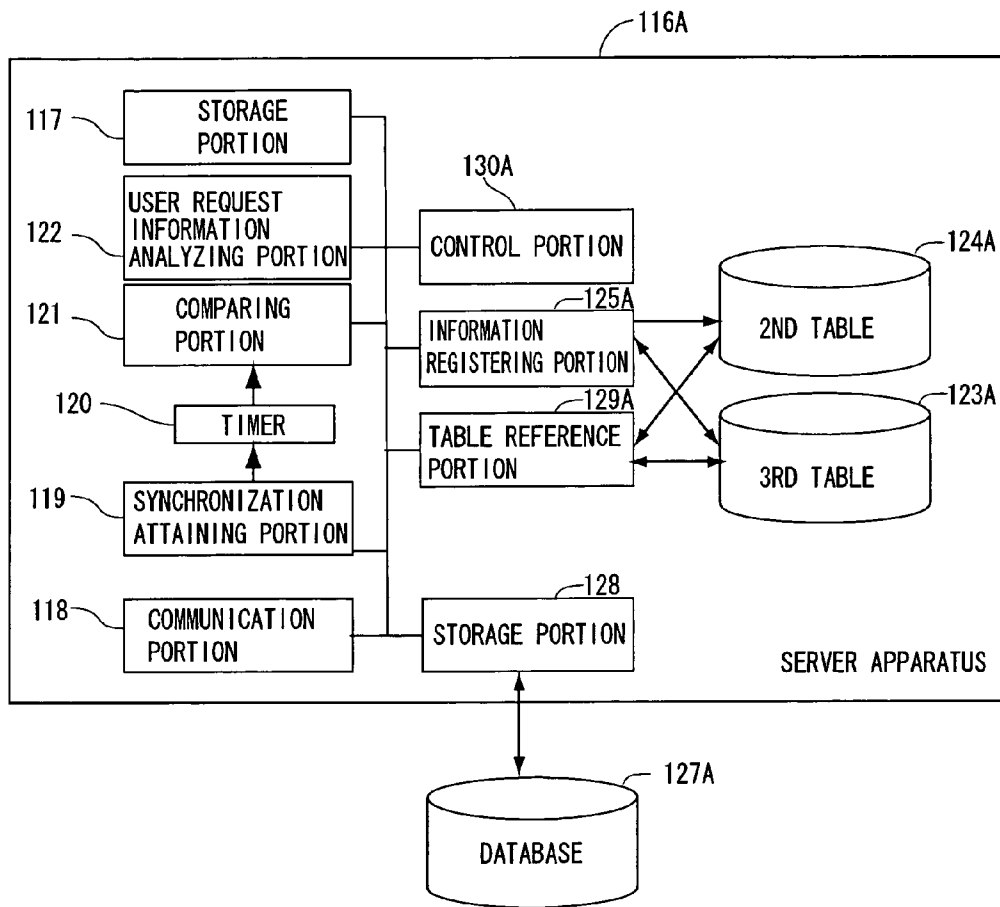 116A
117
STORAGE
PORTION
130A
122
USER REQUEST
INFORMATION
ANALYZING PORTION
CONTROL PORTION
124A
2ND TABLE
121
COMPARING
PORTION
125A
INFORMATION
REGISTERING PORTION
120
TIMER
129A
TABLE REFERENCE
PORTION
123A
3RD TABLE
119
SYNCHRONIZATION
ATTAINING PORTION
118
COMMUNICATION
PORTION
128
STORAGE PORTION
SERVER APPARATUS
127A
DATABASE